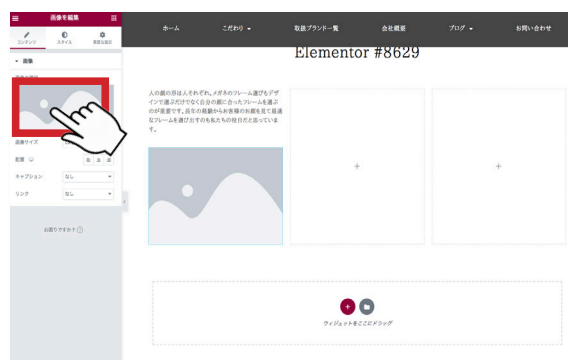 画像を編集
コンテンツ
スタイル
高度な設定
画像
画像サイズ
配置
キャプション
なし
リンク
なし
お困りですか？
ホーム
こだわり
取扱ブランド一覧
会社概要
ブログ
お問い合わせ
Elementor #8629
人の顔の形は人それぞれ。メガネのフレーム選びもデザ
インで選ぶだけでなく自分の顔に合ったフレームを選ぶ
のが重要です。長年の経験からお客様のお顔を見て最適
なフレームを選び出すのも私たちの役目だと思っていま
す。
ウィジェットをここにドラッグ